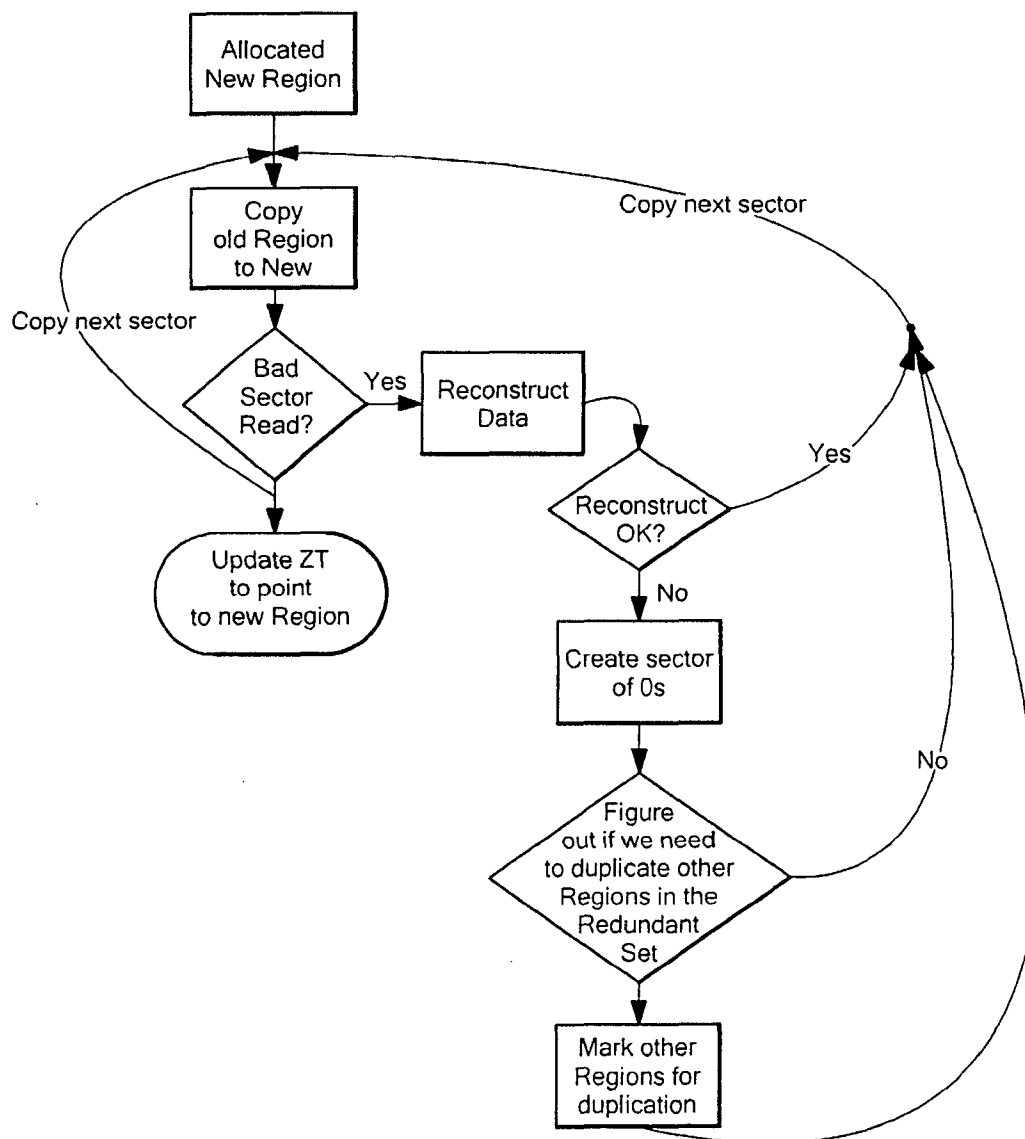 Allocated
New Region
Copy
old Region
to New
Copy next sector
Copy next sector
Bad
Sector
Read?
Yes
Reconstruct
Data
Reconstruct
OK?
Yes
No
Update ZT
to point
to new Region
Create sector
of 0s
No
Figure
out if we need
to duplicate other
Regions in the
Redundant
Set
Mark other
Regions for
duplication